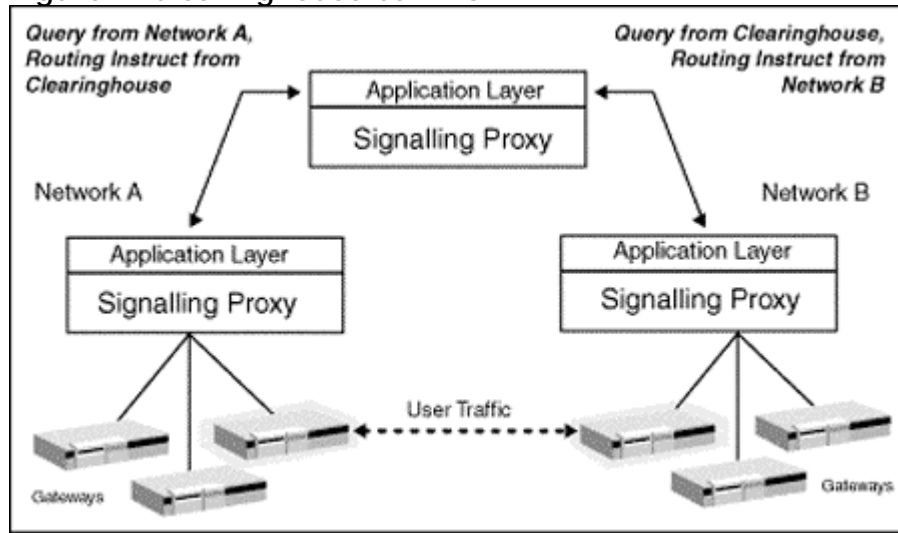 Query from Network A,
Routing Instruct from
Clearinghouse
Query from Clearinghouse,
Routing Instruct from
Network B
Application Layer
Signalling Proxy
Network A
Network B
Application Layer
Signalling Proxy
Application Layer
Signalling Proxy
User Traffic
Gateways
Gateways